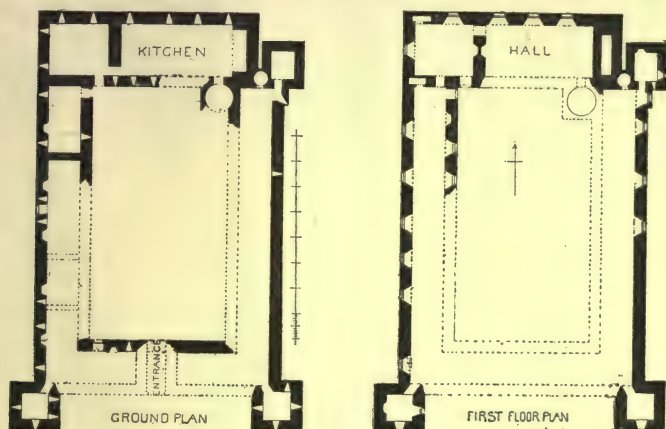 KITCHEN
HALL
ENTRANCE
GROUND PLAN
FIRST FLOOR PLAN